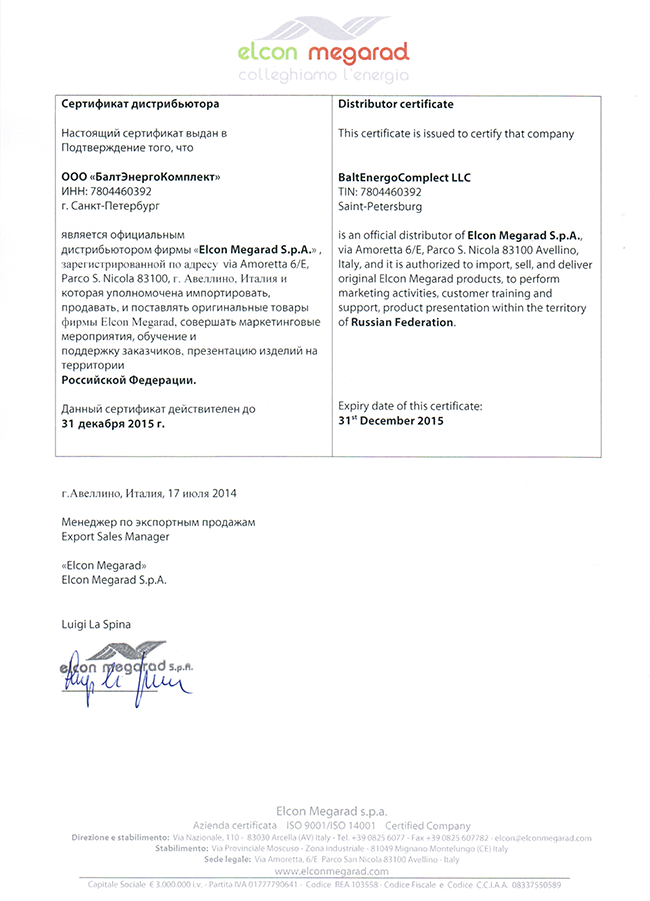 elcon megarad
colleghiamo l'energia
Сертификат дистрибьютора
Настоящий сертификат выдан в
Подтверждение того, что
ООО «БалтЭнергоКомплект»
ИНН: 7804460392
г. Санкт-Петербург
является официальным
дистрибьютором фирмы «Elcon Megarad S.p.A.» ,
зарегистрированной по адресу via Amoretta 6/E,
Parco S. Nicola 83100, г. Авеллино, Италия и
которая уполномочена импортировать,
продавать, и поставлять оригинальные товары
фирмы Elcon Megarad, совершать маркетинговые
мероприятия, обучение и
поддержку заказчиков, презентацию изделий на
территории
Российской Федерации.
Данный сертификат действителен до
31 декабря 2015 г.
Distributor certificate
This certificate is issued to certify that company
BaltEnergoComplect LLC
TIN: 7804460392
Saint-Petersburg
is an official distributor of Elcon Megarad S.p.A.,
via Amoretta 6/E, Parco S. Nicola 83100 Avellino,
Italy, and it is authorized to import, sell, and deliver
original Elcon Megarad products, to perform
marketing activities, customer training and
support, product presentation within the territory
of Russian Federation.
Expiry date of this certificate:
31st December 2015
г.Авеллино, Италия, 17 июля 2014
Менеджер по экспортным продажам
Export Sales Manager
«Elcon Megarad»
Elcon Megarad S.p.A.
Luigi La Spina
elcon megarad S.p.A.
Elcon Megarad s.p.a.
Azienda certificata ISO 9001/ISO 14001 Certified Company
Direzione e stabilimento: Via Nazionale, 110 - 83030 Arcella (AV) Italy - Tel. +39 0825 6077 - Fax +39 0825 607782 - elcon@elconmegarad.com
Stabilimento: Via Provinciale Moscuso - Zona Industriale - 81049 Mignano Montelungo (CE) Italy
Sede legale: Via Amoretta, 6/E Parco San Nicola 83100 Avellino - Italy
www.elconmegarad.com
Capitale Sociale € 3.000.000 i.v. - Partita IVA 01777790641 - Codice REA 103558 - Codice Fiscale e Codice C.C.I.A.A. 08337550589